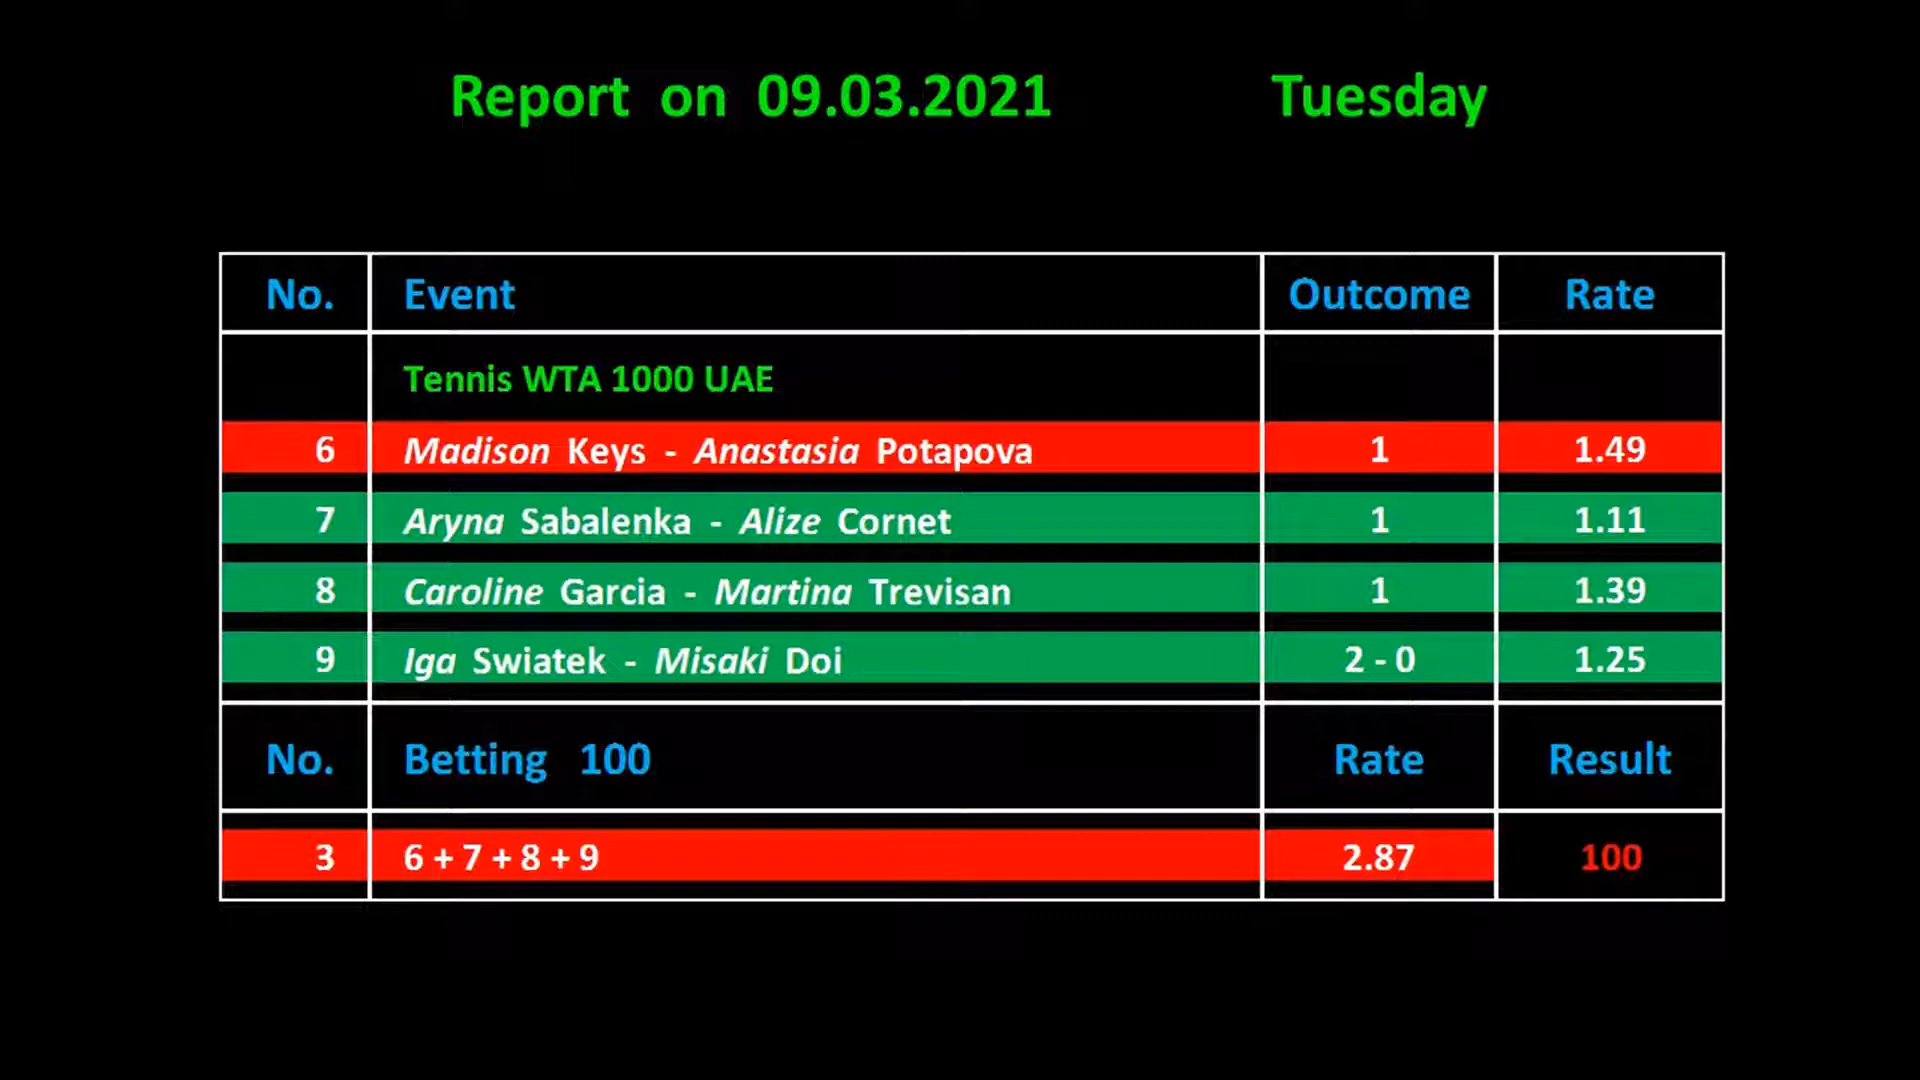 Report on 09.03.2021 Tuesday
No. Event Outcome Rate
Tennis WTA 1000 UAE
6 Madison Keys - Anastasia Potapova 1 1.49
7 Aryna Sabalenka - Alize Cornet 1 1.11
8 Caroline Garcia - Martina Trevisan 1 1.39
9 Iga Swiatek - Misaki Doi 2 - 0 1.25
No. Betting 100 Rate Result
3 6 + 7 + 8 + 9 2.87 100